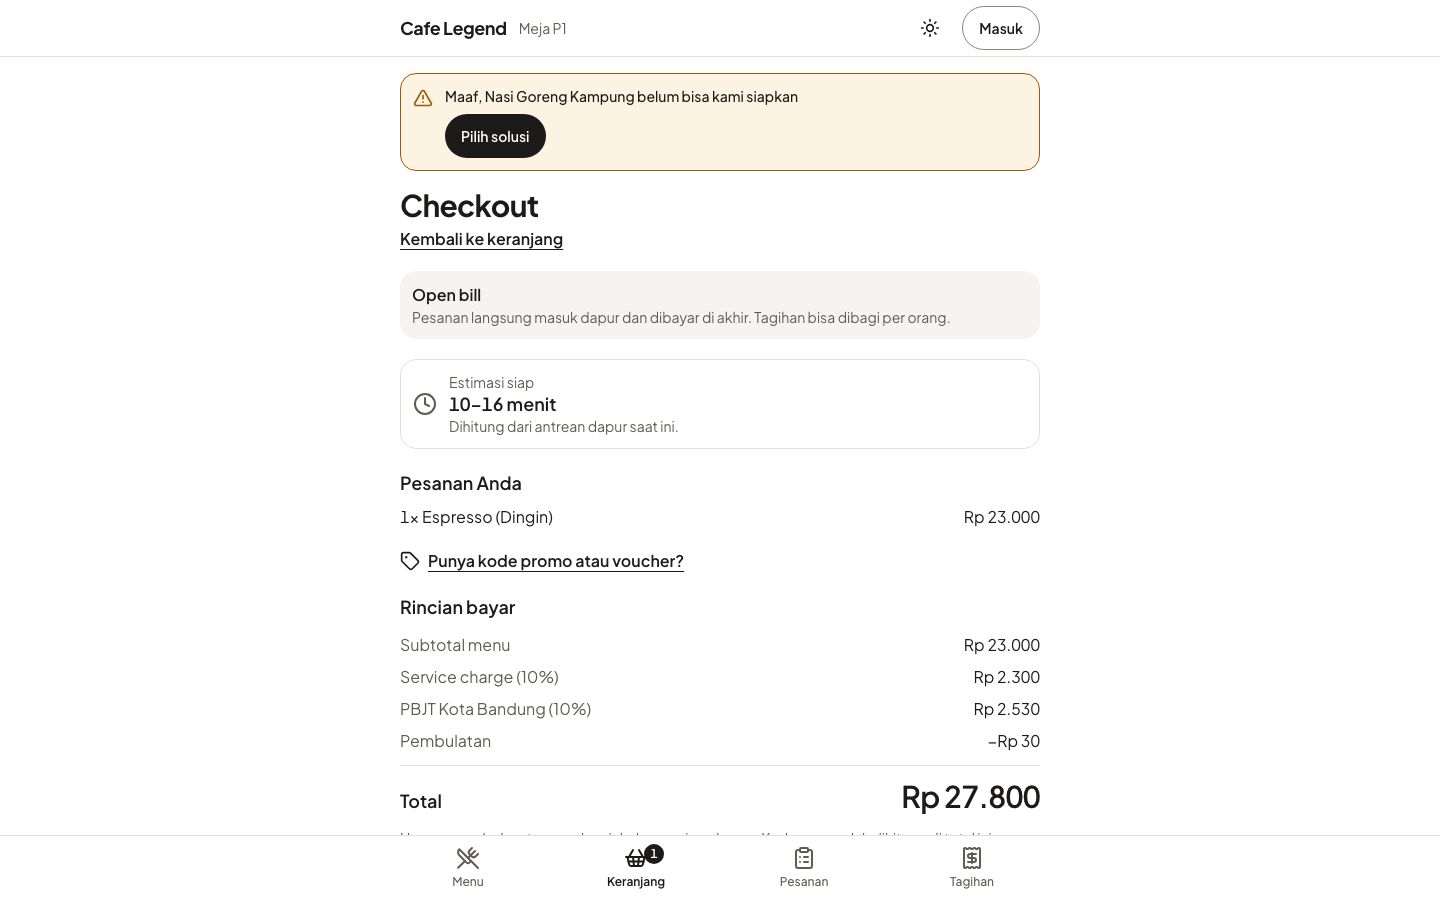 Cafe Legend Meja P1 Masuk
Maaf, Nasi Goreng Kampung belum bisa kami siapkan
Pilih solusi
Checkout
Kembali ke keranjang
Open bill
Pesanan langsung masuk dapur dan dibayar di akhir. Tagihan bisa dibagi per orang.
Estimasi siap
10–16 menit
Dihitung dari antrean dapur saat ini.
Pesanan Anda
1× Espresso (Dingin) Rp 23.000
Punya kode promo atau voucher?
Rincian bayar
Subtotal menu Rp 23.000
Service charge (10%) Rp 2.300
PBJT Kota Bandung (10%) Rp 2.530
Pembulatan −Rp 30
Total Rp 27.800
1
Menu Keranjang Pesanan Tagihan